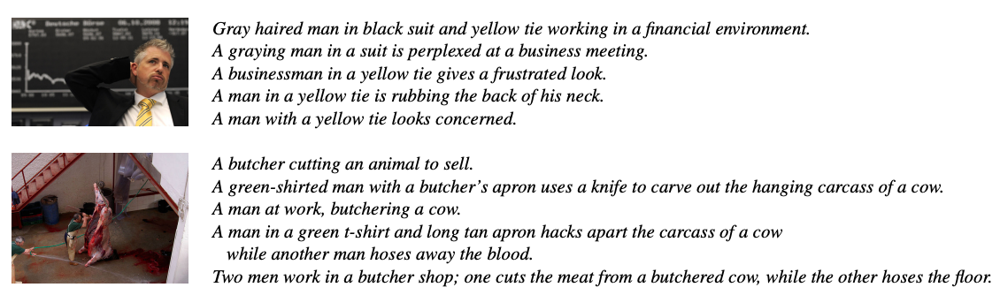 Deutsche Börse 06.10.2008
Gray haired man in black suit and yellow tie working in a financial environment.
A graying man in a suit is perplexed at a business meeting.
A businessman in a yellow tie gives a frustrated look.
A man in a yellow tie is rubbing the back of his neck.
A man with a yellow tie looks concerned.
A butcher cutting an animal to sell.
A green-shirted man with a butcher’s apron uses a knife to carve out the hanging carcass of a cow.
A man at work, butchering a cow.
A man in a green t-shirt and long tan apron hacks apart the carcass of a cow
while another man hoses away the blood.
Two men work in a butcher shop; one cuts the meat from a butchered cow, while the other hoses the floor.